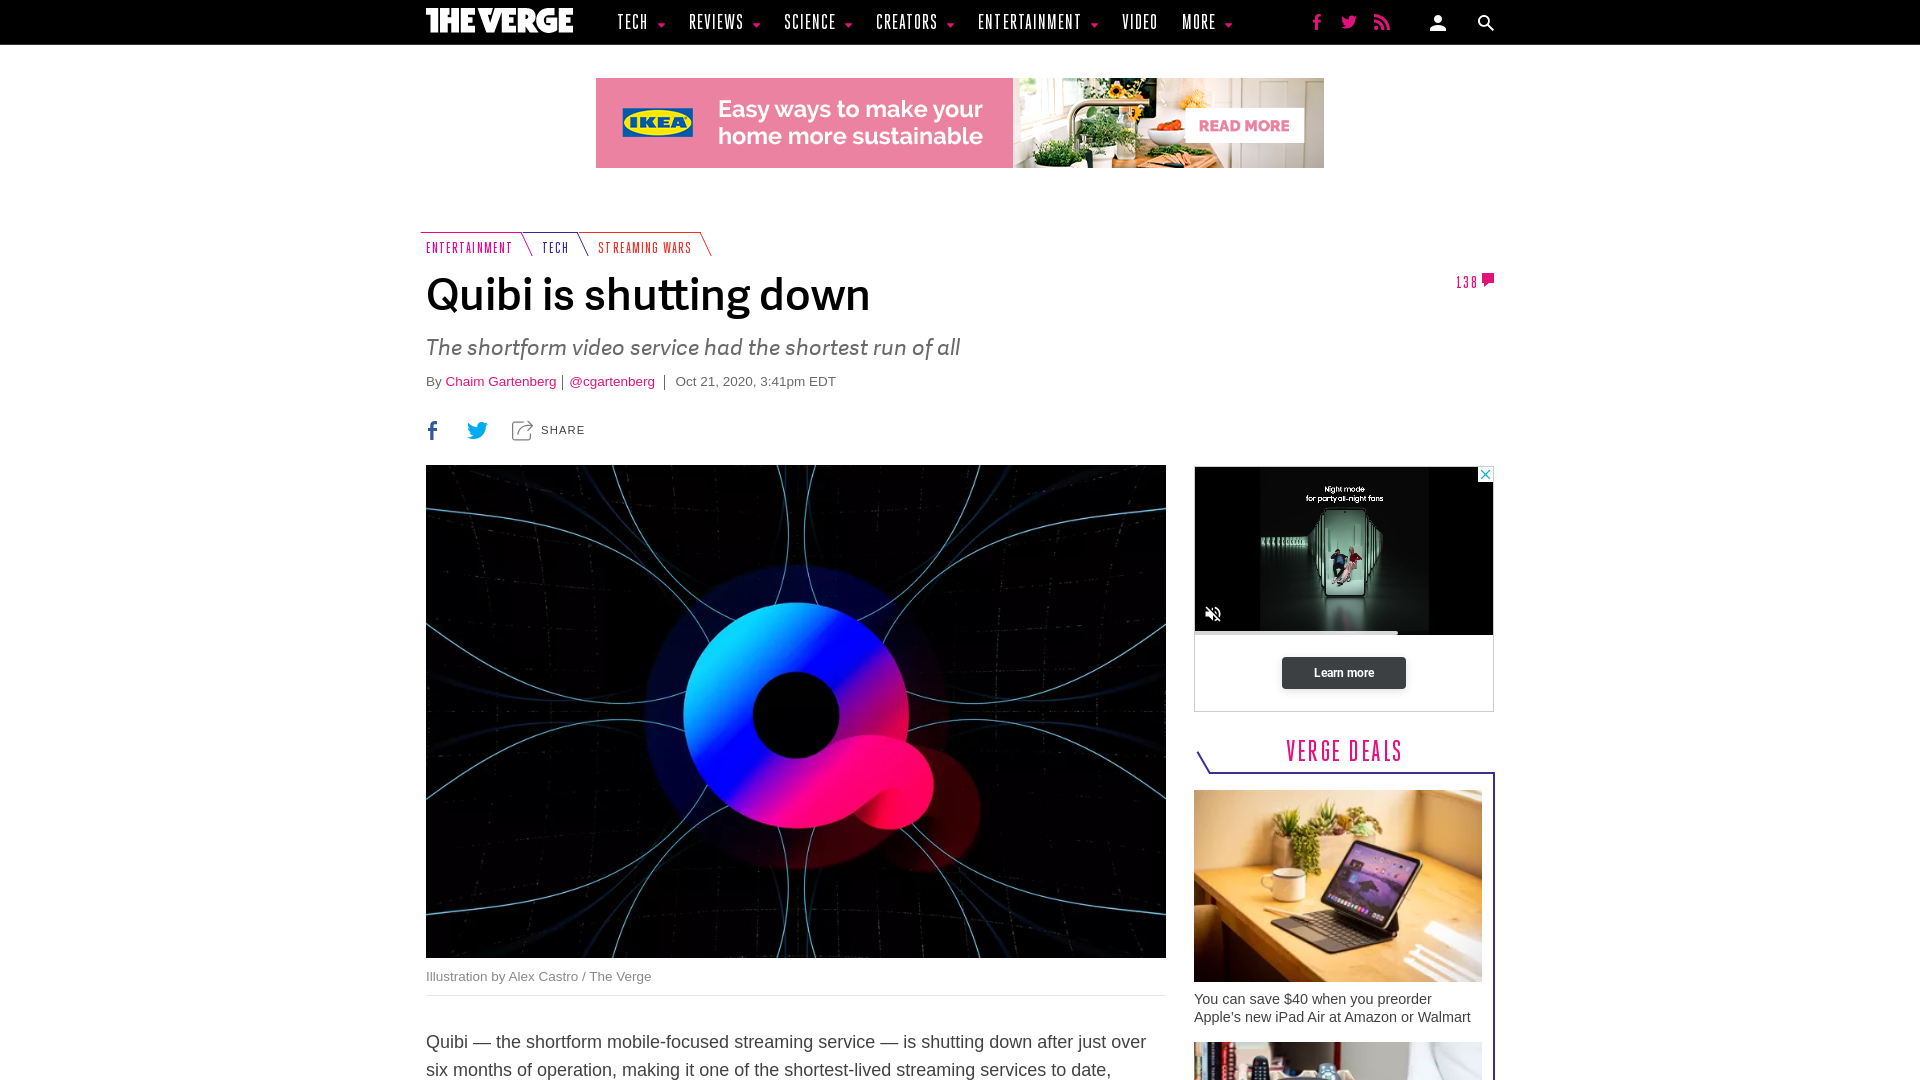 THE VERGE
TECH REVIEWS SCIENCE CREATORS ENTERTAINMENT VIDEO MORE
IKEA
Easy ways to make your
home more sustainable
READ MORE
ENTERTAINMENT TECH STREAMING WARS
Quibi is shutting down
138
The shortform video service had the shortest run of all
By Chaim Gartenberg | @cgartenberg | Oct 21, 2020, 3:41pm EDT
SHARE
Illustration by Alex Castro / The Verge
Quibi — the shortform mobile-focused streaming service — is shutting down after just over
six months of operation, making it one of the shortest-lived streaming services to date,
Night mode
for party all-night fans
Learn more
VERGE DEALS
You can save $40 when you preorder
Apple’s new iPad Air at Amazon or Walmart